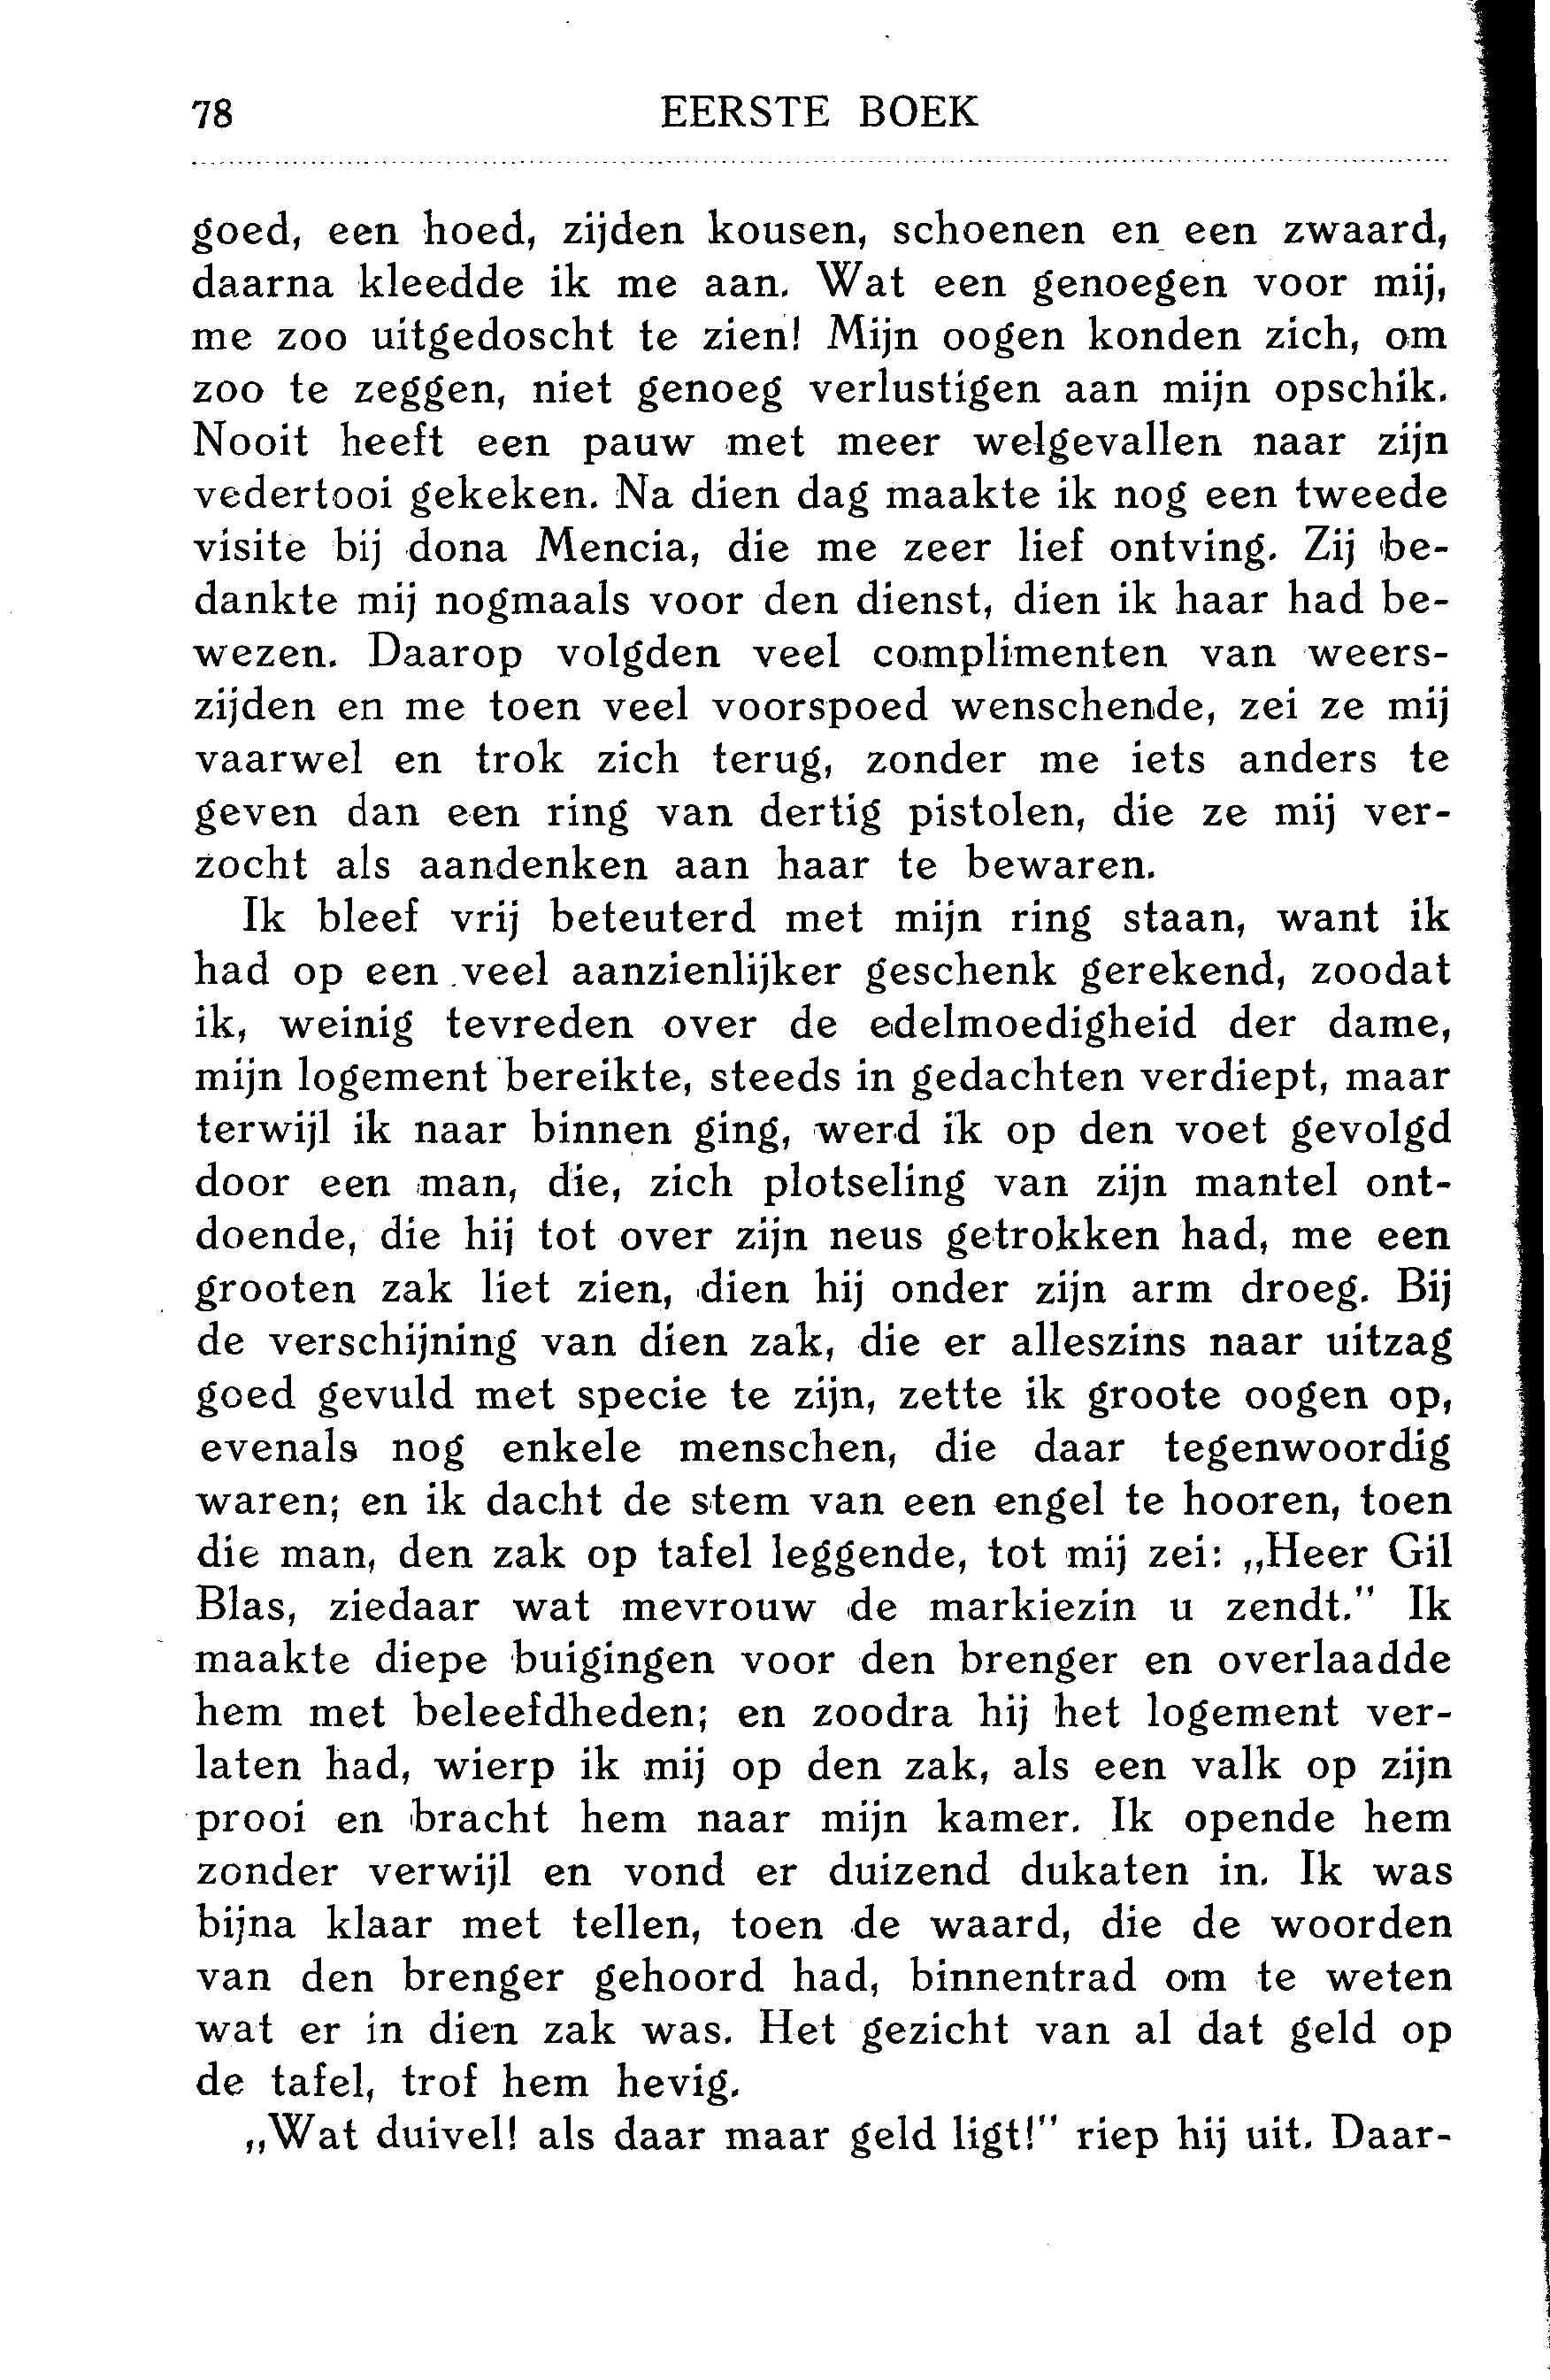 78 EERSTE BOEK
goed, een hoed, zijden kousen, schoenen en een zwaard,
daarna kleedde ik me aan. Wat een genoegen voor mij,
me zoo uitgedoscht te zien! Mijn oogen konden zich, om
zoo te zeggen, niet genoeg verlustigen aan mijn opschik.
Nooit heeft een pauw met meer welgevallen naar zijn
vedertooi gekeken. Na dien dag maakte ik nog een tweede
visite bij dona Mencia, die me zeer lief ontving. Zij be-
dankte mij nogmaals voor den dienst, dien ik haar had be-
wezen. Daarop volgden veel complimenten van weers-
zijden en me toen veel voorspoed wenschende, zei ze mij
vaarwel en trok zich terug, zonder me iets anders te
geven dan een ring van dertig pistolen, die ze mij ver-
zocht als aandenken aan haar te bewaren.
Ik bleef vrij beteuterd met mijn ring staan, want ik
had op een veel aanzienlijker geschenk gerekend, zoodat
ik, weinig tevreden over de edelmoedigheid der dame,
mijn logement bereikte, steeds in gedachten verdiept, maar
terwijl ik naar binnen ging, werd ik op den voet gevolgd
door een man, die, zich plotseling van zijn mantel ont-
doende, die hij tot over zijn neus getrokken had, me een
grooten zak liet zien, dien hij onder zijn arm droeg. Bij
de verschijning van dien zak, die er alleszins naar uitzag
goed gevuld met specie te zijn, zette ik groote oogen op,
evenals nog enkele menschen, die daar tegenwoordig
waren; en ik dacht de stem van een engel te hooren, toen
die man, den zak op tafel leggende, tot mij zei: „Heer Gil
Blas, ziedaar wat mevrouw de markiezin u zendt." Ik
maakte diepe buigingen voor den brenger en overlaadde
hem met beleefdheden; en zoodra hij het logement ver-
laten had, wierp ik mij op den zak, als een valk op zijn
prooi en bracht hem naar mijn kamer. Ik opende hem
zonder verwijl en vond er duizend dukaten in. Ik was
bijna klaar met tellen, toen de waard, die de woorden
van den brenger gehoord had, binnentrad om te weten
wat er in dien zak was. Het gezicht van al dat geld op
de tafel, trof hem hevig.
„Wat duivel! als daar maar geld ligt!" riep hij uit. Daar-